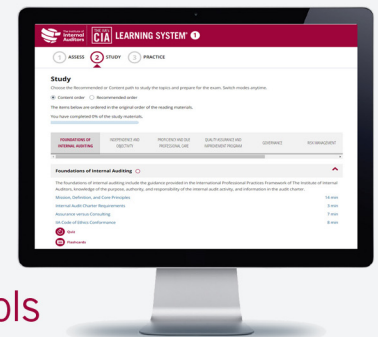 The Institute of
Internal
Auditors
THE IIA'S
CIA LEARNING SYSTEM® 1
1 ASSESS 2 STUDY 3 PRACTICE
Study
Choose the Recommended or Content path to study the topics and prepare for the exam. Switch modes anytime.
Content order Recommended order
The items below are ordered in the original order of the reading materials.
You have completed 0% of the study materials.
FOUNDATIONS OF INTERNAL AUDITING
INDEPENDENCE AND OBJECTIVITY
PROFICIENCY AND DUE PROFESSIONAL CARE
QUALITY ASSURANCE AND IMPROVEMENT PROGRAM
GOVERNANCE
RISK MANAGEMENT
Foundations of Internal Auditing
The foundations of internal auditing include the guidance provided in the International Professional Practices Framework of The Institute of Internal
Auditors, knowledge of the purpose, authority, and responsibility of the internal audit activity, and information in the audit charter.
Mission, Definition, and Core Principles 14 min
Internal Audit Charter Requirements 3 min
Assurance versus Consulting 7 min
IIA Code of Ethics Conformance 8 min
Quiz
Flashcards
ols